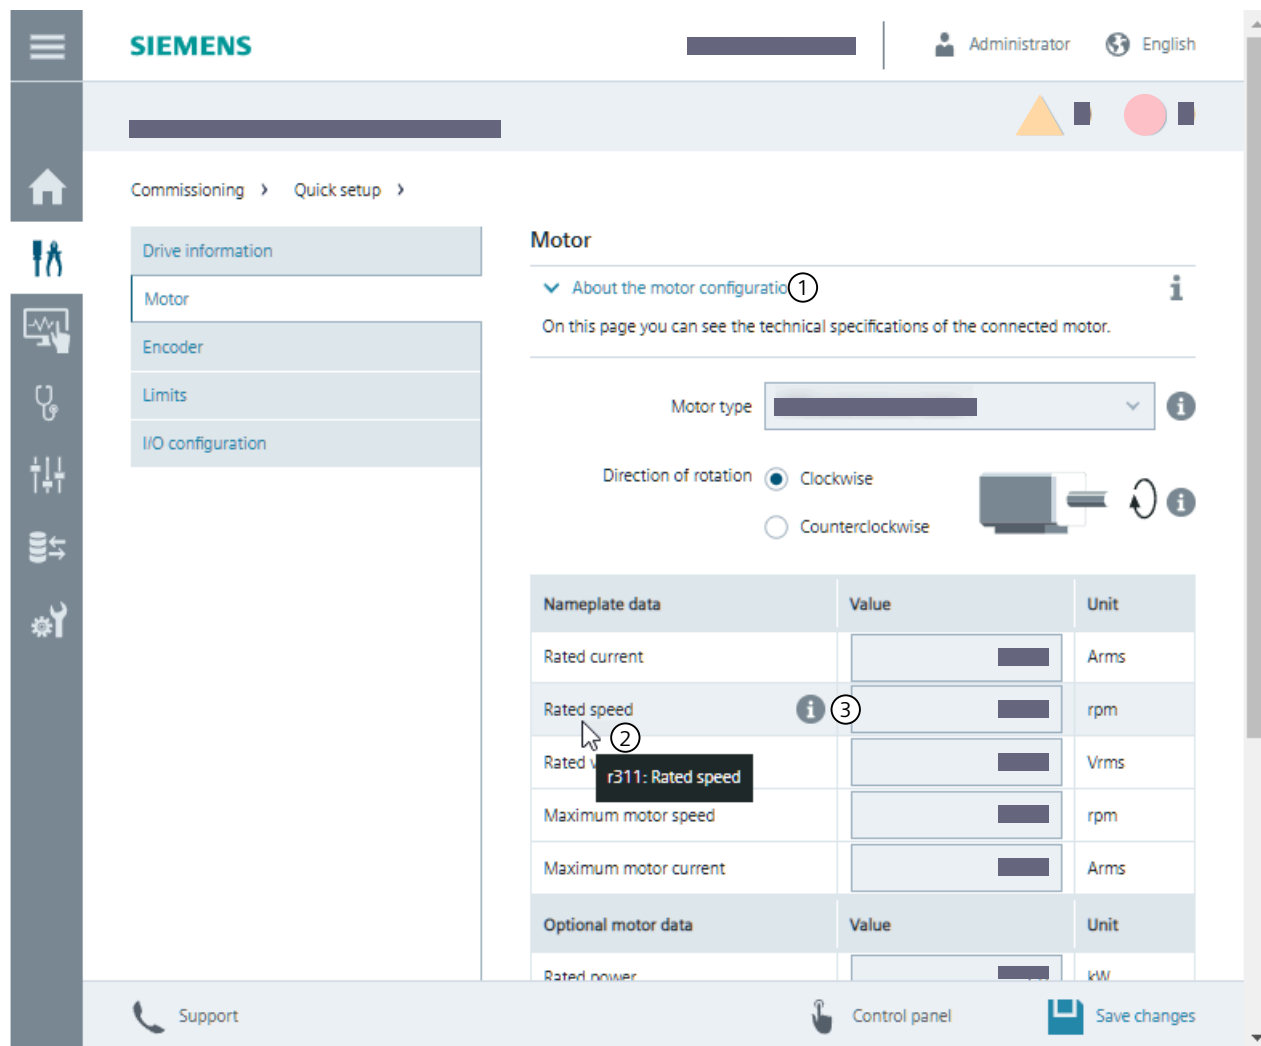 SIEMENS
Administrator
English
Commissioning
Quick setup
Drive information
Motor
Encoder
Limits
I/O configuration
Motor
About the motor configuratio
1
On this page you can see the technical specifications of the connected motor.
Motor type
Direction of rotation
Clockwise
Counterclockwise
Nameplate data Value Unit
Rated current Arms
Rated speed 3 rpm
2
Rated Vrms
r311: Rated speed
Maximum motor speed rpm
Maximum motor current Arms
Optional motor data Value Unit
Rated power kW
Support
Control panel
Save changes